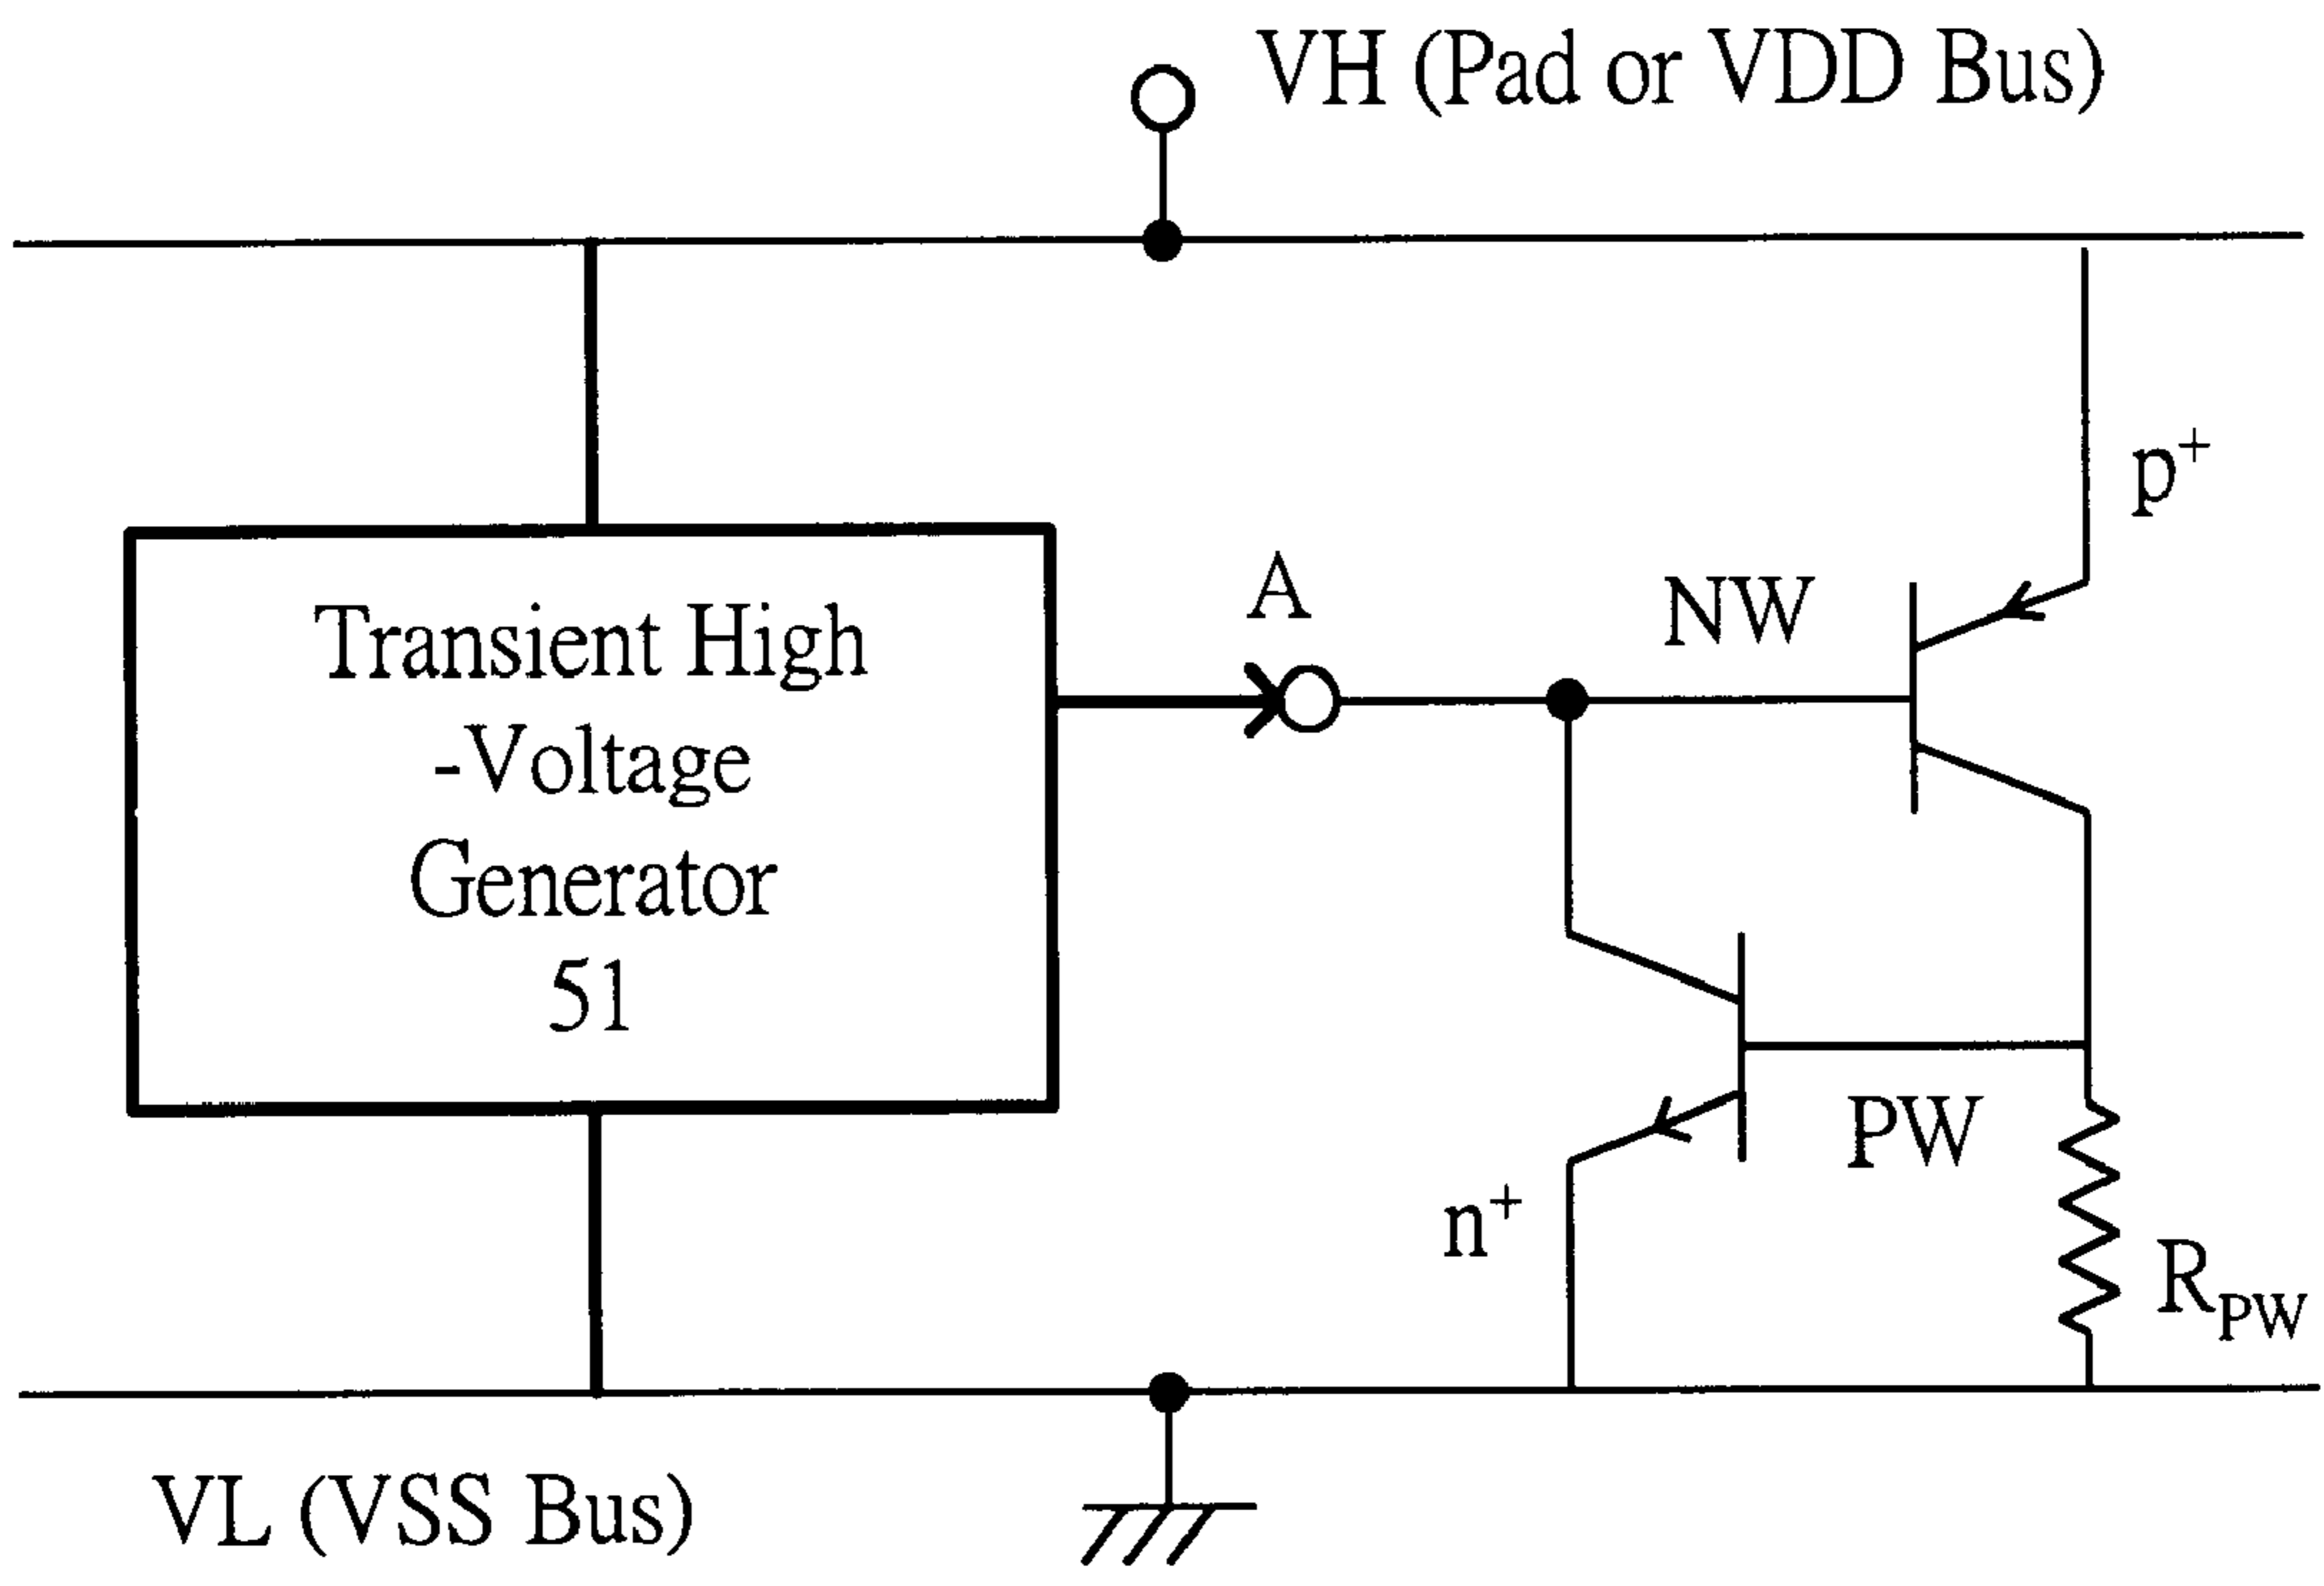 VH (Pad or VDD Bus)
p+
A
NW
Transient High
-Voltage
Generator
51
PW
n+
RPW
VL (VSS Bus)